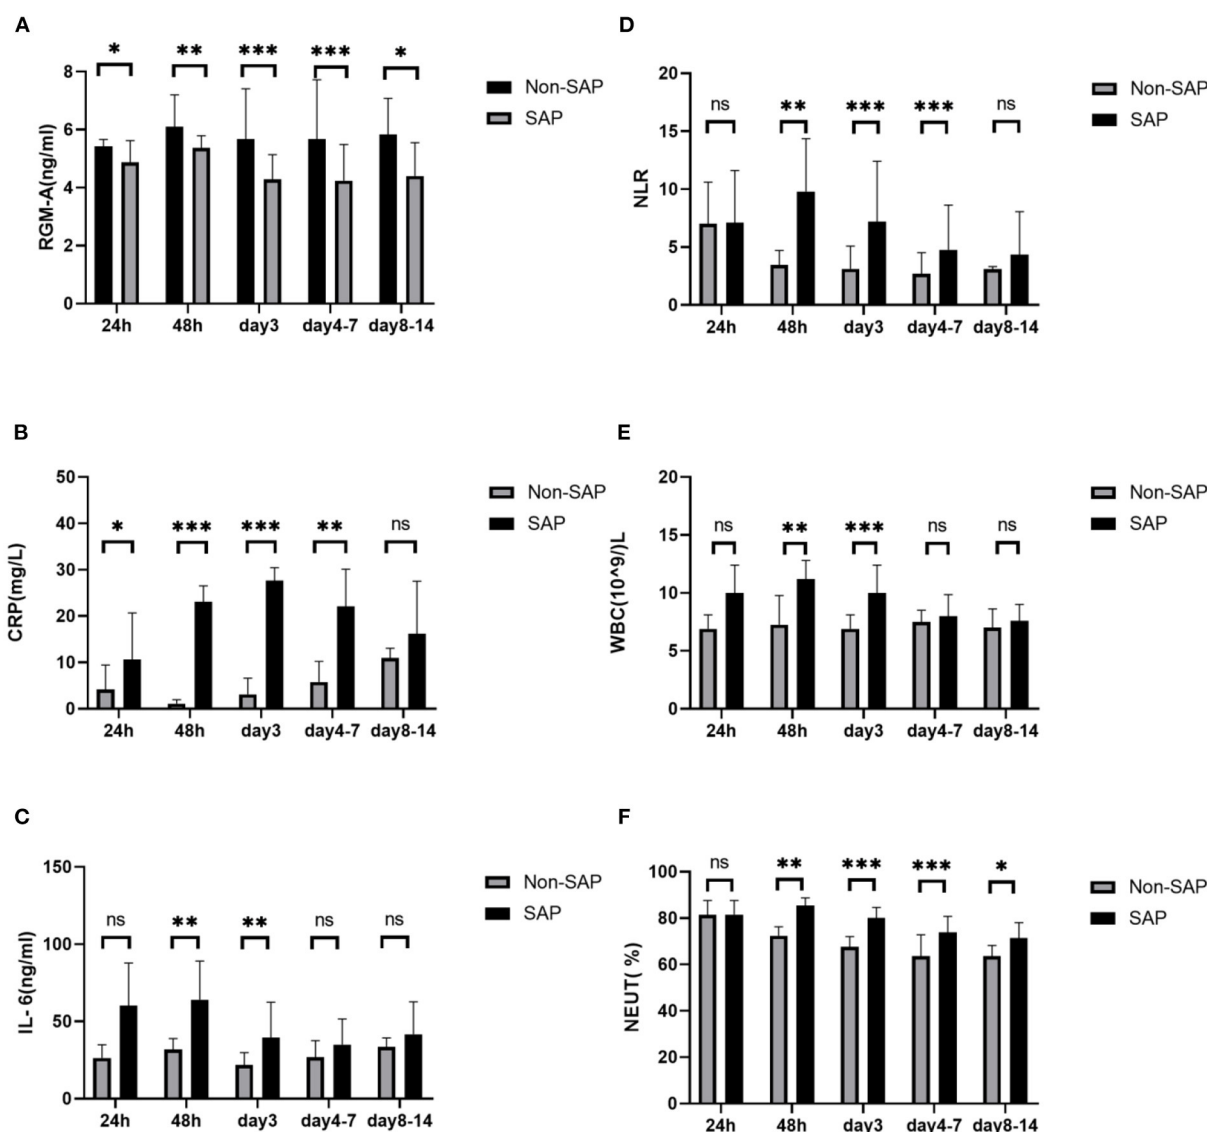 A
* ** *** *** *
8
6
4
2
0
RGM-A(ng/ml)
24h 48h day3 day4-7 day8-14
Non-SAP
SAP
D
ns ** *** *** ns
20
15
10
5
0
NLR
24h 48h day3 day4-7 day8-14
Non-SAP
SAP
B
* *** *** ** ns
50
40
30
20
10
0
CRP(mg/L)
24h 48h day3 day4-7 day8-14
Non-SAP
SAP
E
ns ** *** ns ns
20
15
10
5
0
WBC(10^9/)L
24h 48h day3 day4-7 day8-14
Non-SAP
SAP
C
ns ** ** ns ns
150
100
50
0
IL- 6(ng/ml)
24h 48h day3 day4-7 day8-14
Non-SAP
SAP
F
ns ** *** *** *
100
80
60
40
20
0
NEUT( %)
24h 48h day3 day4-7 day8-14
Non-SAP
SAP